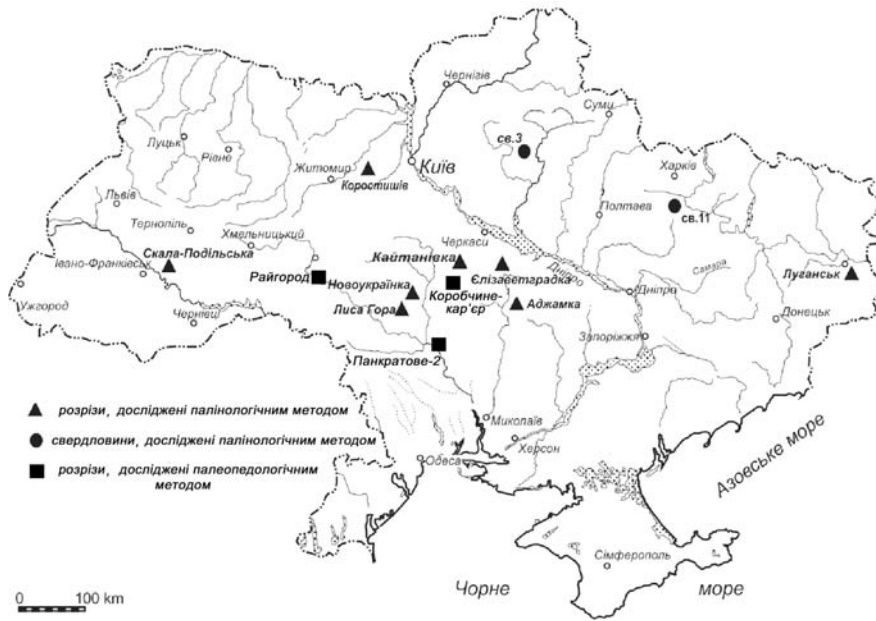 Чернігів
Суми
св.3
Луцьк
Рівне
Київ
Житомир
Коростишів
Харків
Львів
Полтава
св.11
Тернопіль
Хмельницький
Черкаси
Скала-Подільська
Івано-Франківськ
Кайтанівка
Єлізаветградка
Дніпро
Самара
Луганськ
Райгород
Новоукраїнка
Коробчине-
кар'єр
Ужгород
Лиса Гора
Аджамка
Дніпро
Донецьк
Чернівці
Запоріжжя
Панкратове-2
розрізи, досліджені палінологічним методом
свердловини, досліджені палінологічним методом
розрізи, досліджені палеопедологічним
методом
Миколаїв
Херсон
Одеса
Азовське море
Сімферополь
Чорне море
0 100 km